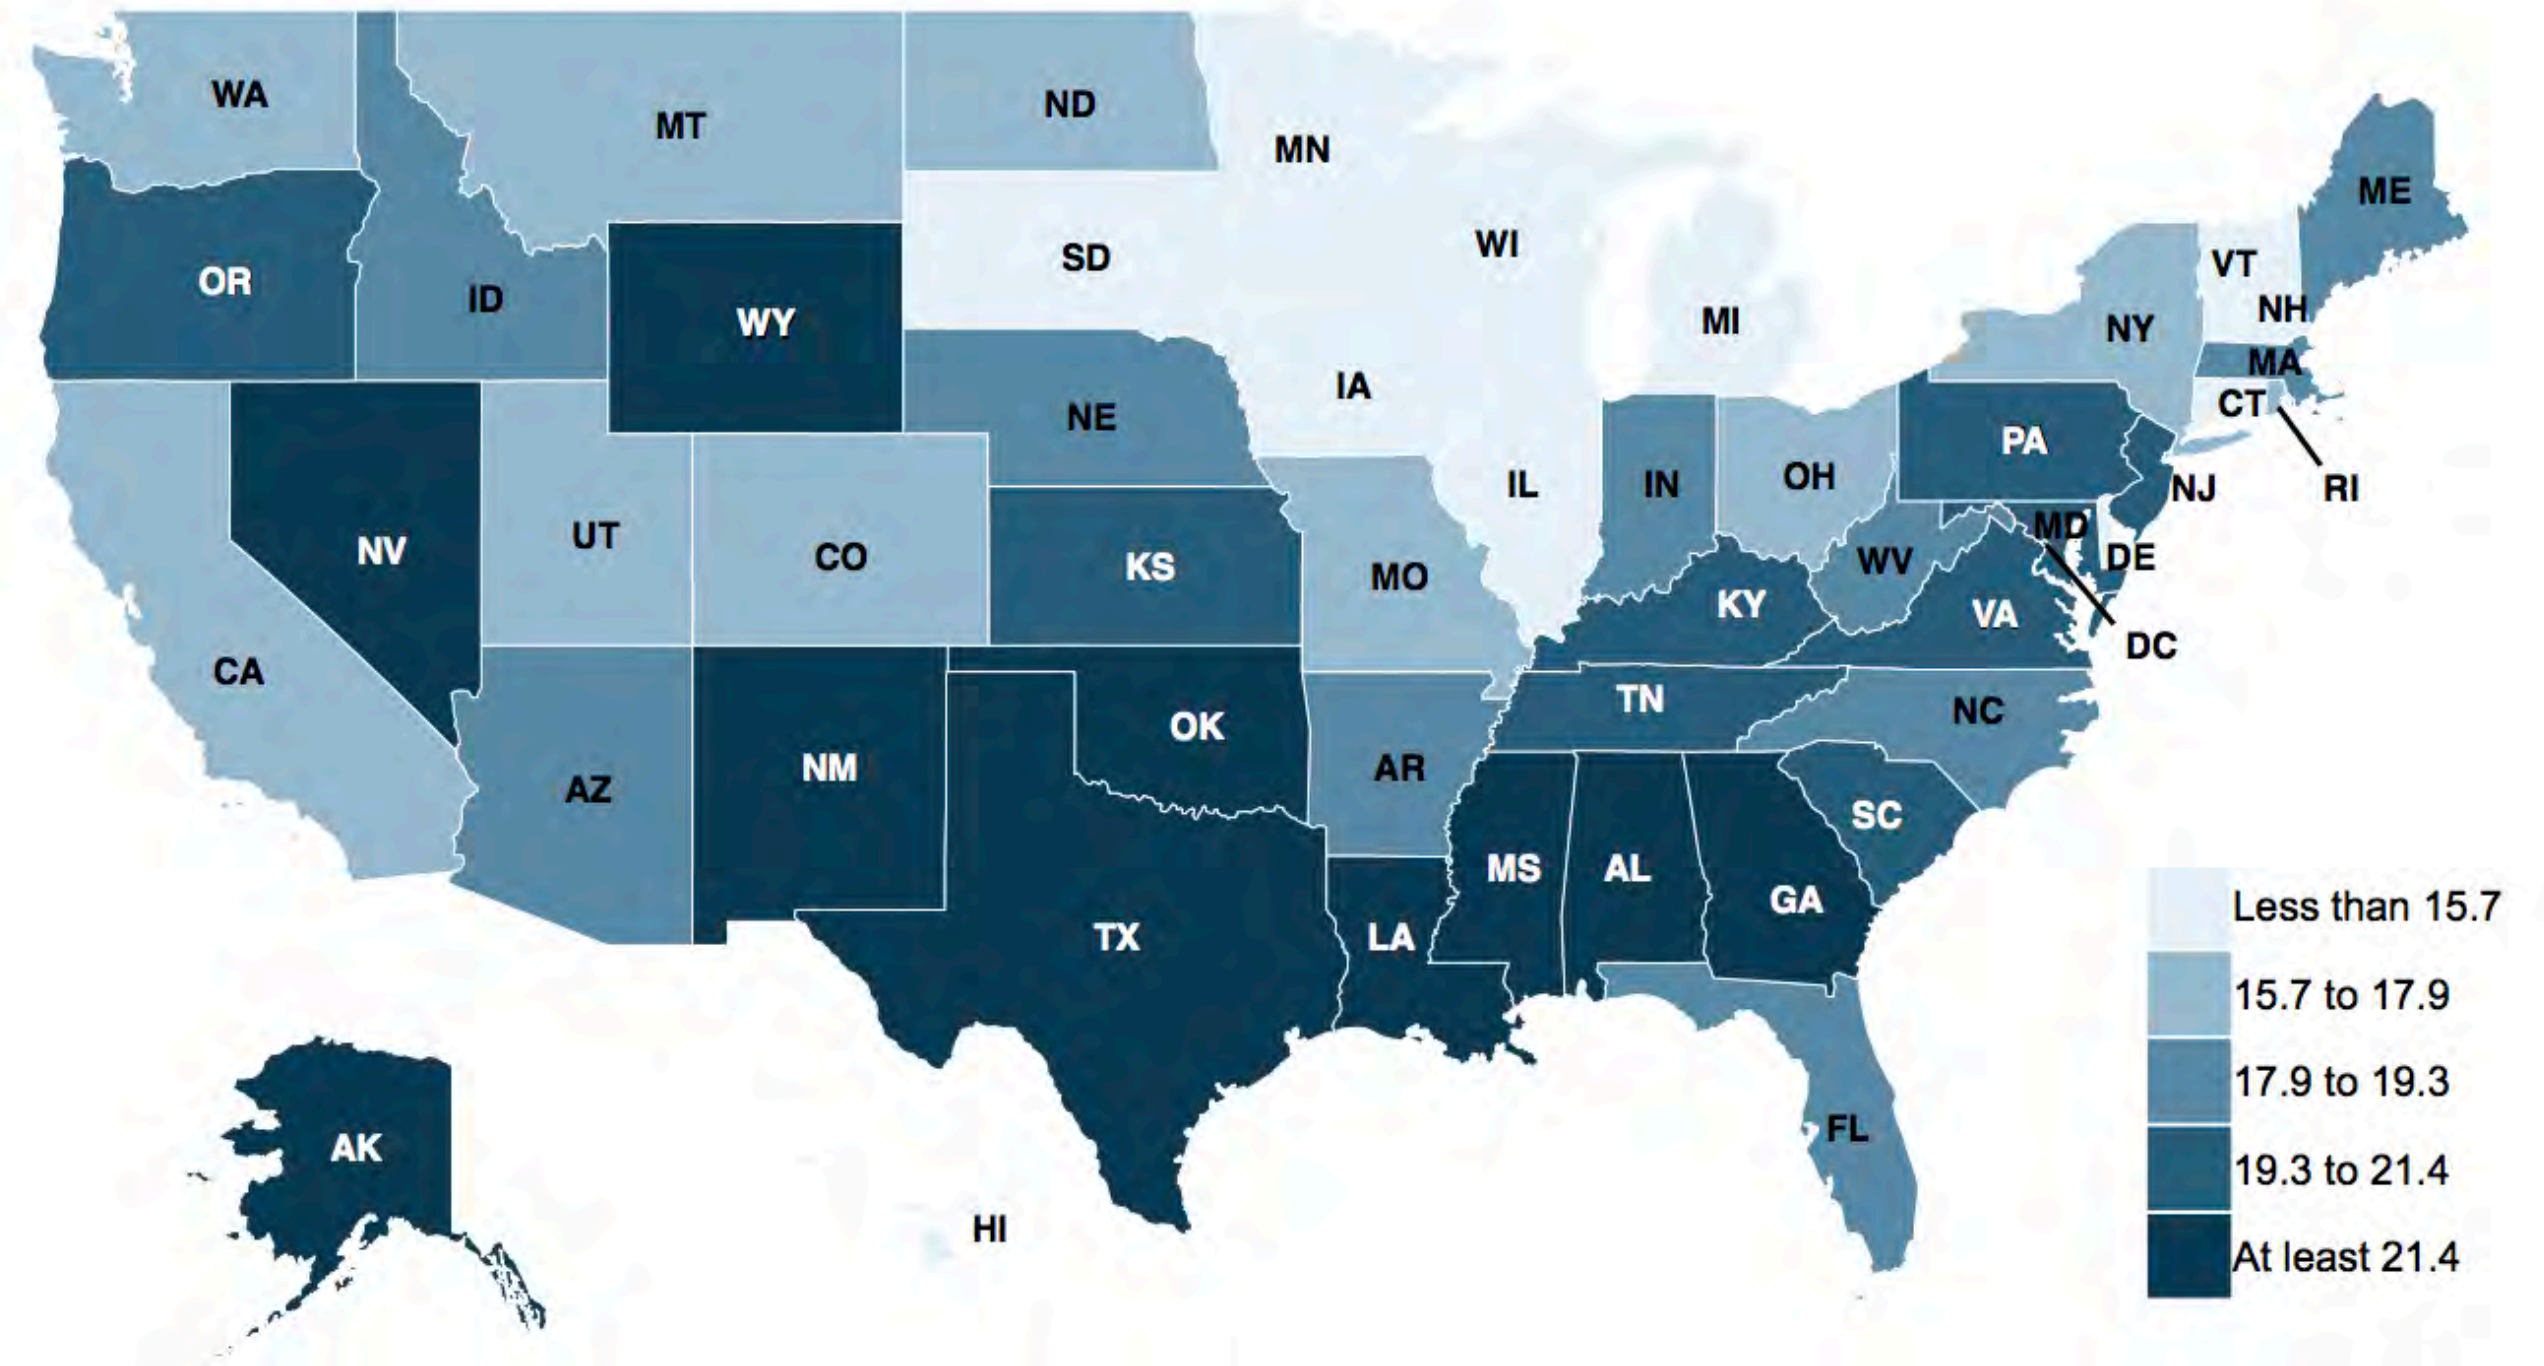 WA
MT
ND
MN
ME
OR
ID
WY
SD
WI
MI
VT
NH
NY
MA
CT
RI
IA
NE
PA
NJ
NV
UT
CO
KS
MO
IL
IN
OH
WV
MD
DE
DC
KY
VA
CA
AZ
NM
OK
AR
TN
NC
SC
TX
LA
MS
AL
GA
FL
AK
HI
Less than 15.7
15.7 to 17.9
17.9 to 19.3
19.3 to 21.4
At least 21.4